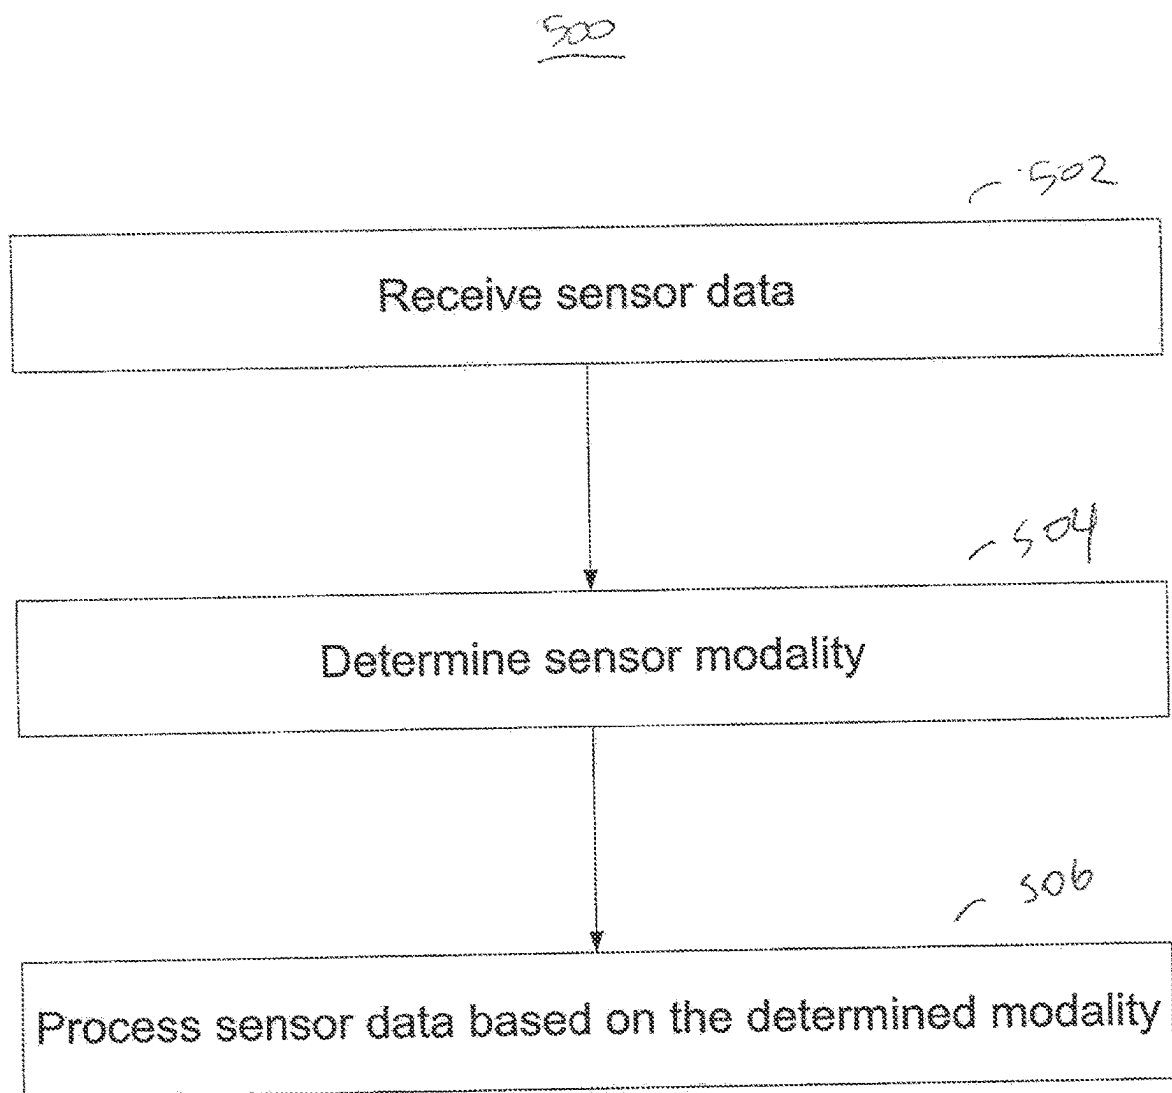 500
502
Receive sensor data
504
Determine sensor modality
506
Process sensor data based on the determined modality